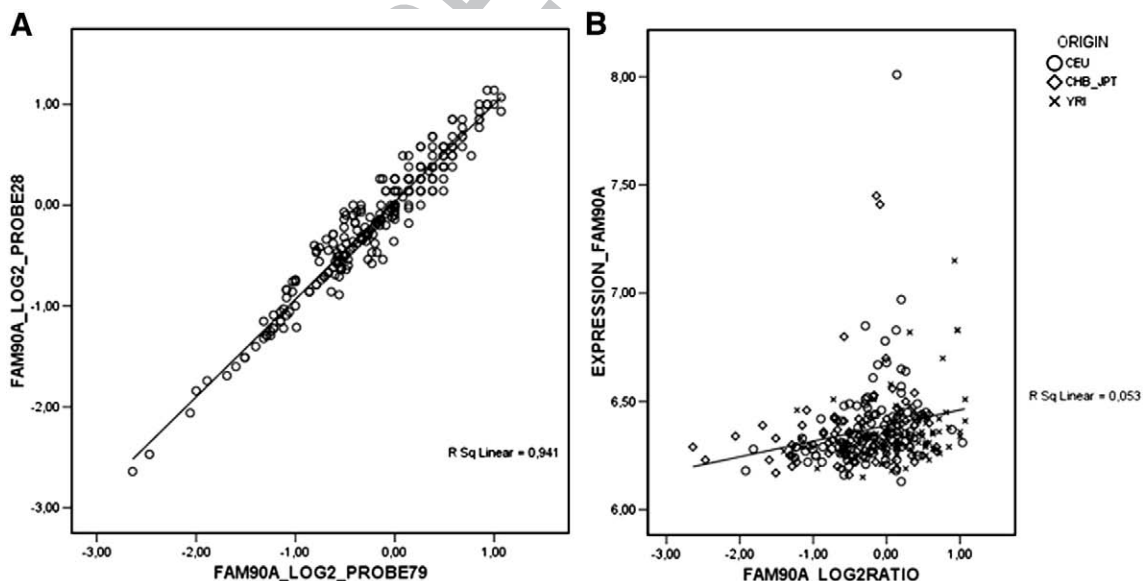 A
1,00
0,00
-1,00
-2,00
-3,00
FAM90A_LOG2_PROBE28
R Sq Linear = 0,941
-3,00 -2,00 -1,00 0,00 1,00
FAM90A_LOG2_PROBE79
B
8,00
7,50
7,00
6,50
6,00
EXPRESSION_FAM90A
-3,00 -2,00 -1,00 0,00 1,00
FAM90A_LOG2RATIO
ORIGIN
CEU
CHB_JPT
YRI
R Sq Linear = 0,053